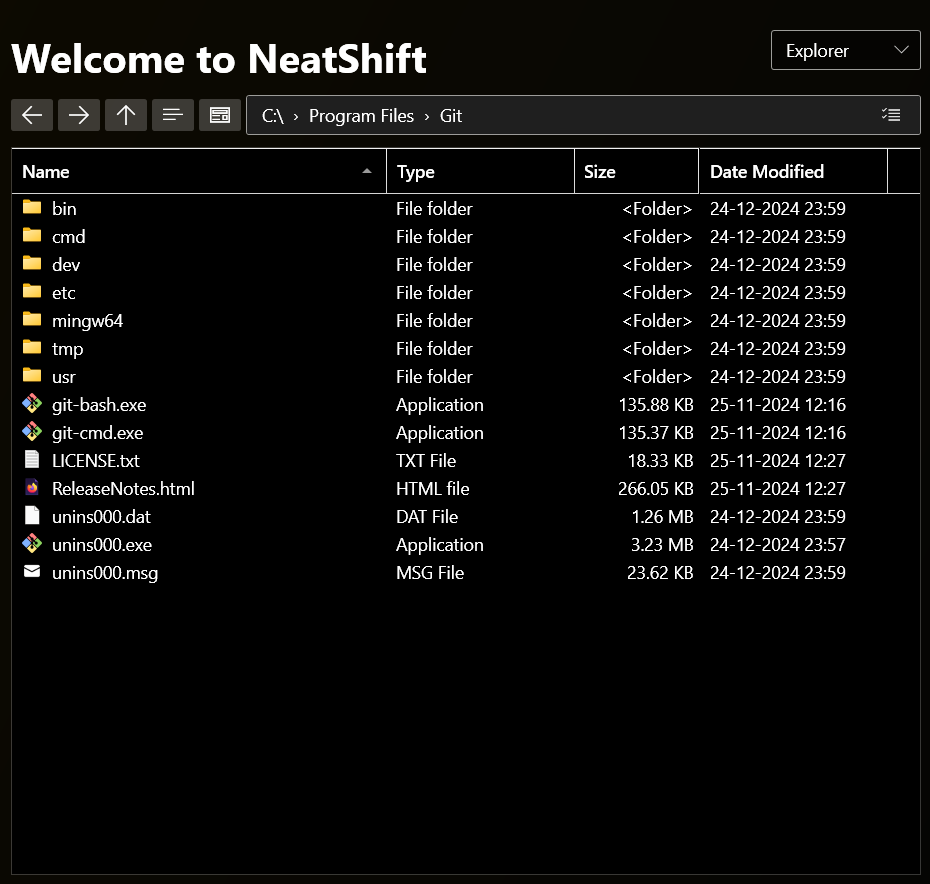 Welcome to NeatShift
Explorer
C:\ › Program Files › Git
Name Type Size Date Modified
bin File folder <Folder> 24-12-2024 23:59
cmd File folder <Folder> 24-12-2024 23:59
dev File folder <Folder> 24-12-2024 23:59
etc File folder <Folder> 24-12-2024 23:59
mingw64 File folder <Folder> 24-12-2024 23:59
tmp File folder <Folder> 24-12-2024 23:59
usr File folder <Folder> 24-12-2024 23:59
git-bash.exe Application 135.88 KB 25-11-2024 12:16
git-cmd.exe Application 135.37 KB 25-11-2024 12:16
LICENSE.txt TXT File 18.33 KB 25-11-2024 12:27
ReleaseNotes.html HTML file 266.05 KB 25-11-2024 12:27
unins000.dat DAT File 1.26 MB 24-12-2024 23:59
unins000.exe Application 3.23 MB 24-12-2024 23:57
unins000.msg MSG File 23.62 KB 24-12-2024 23:59